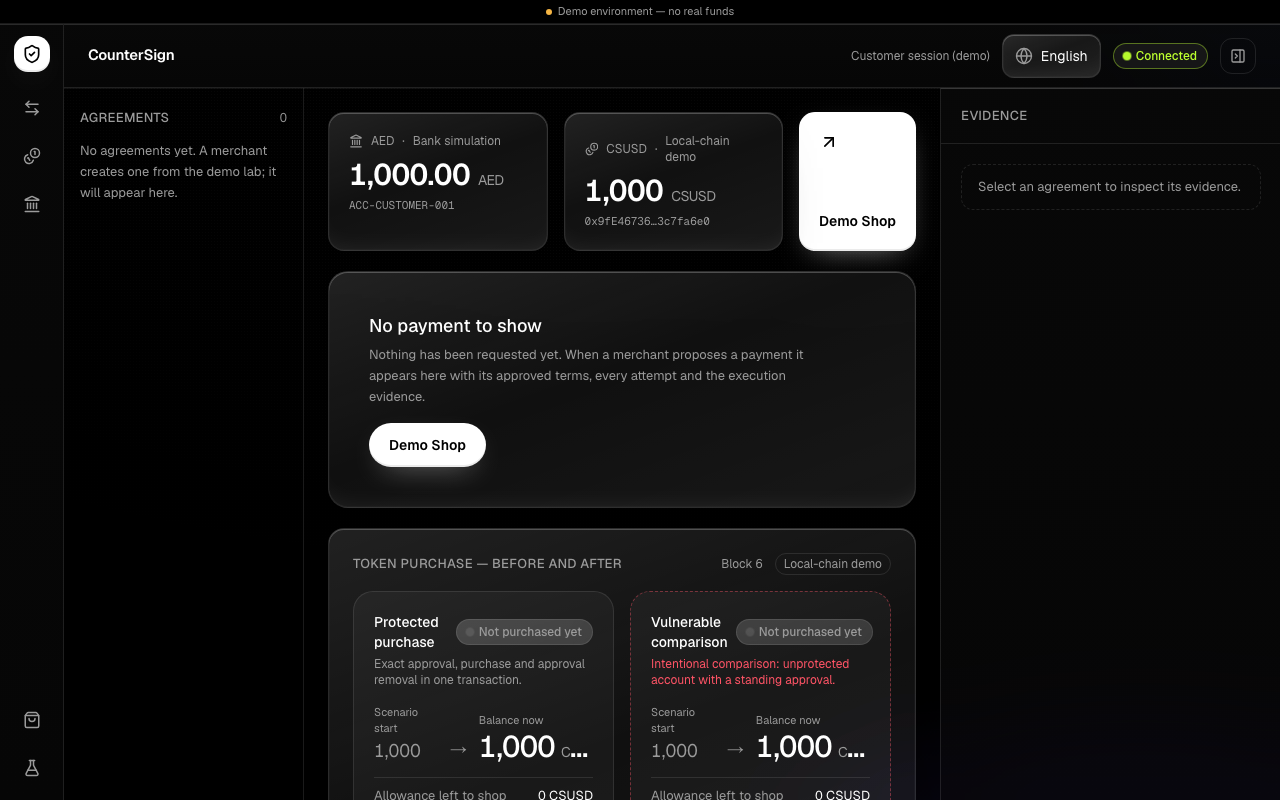 Demo environment — no real funds
CounterSign
Customer session (demo)
English
Connected
AGREEMENTS 0
No agreements yet. A merchant
creates one from the demo lab; it
will appear here.
AED · Bank simulation
1,000.00 AED
ACC-CUSTOMER-001
CSUSD · Local-chain
demo
1,000 CSUSD
0x9fE46736…3c7fa6e0
Demo Shop
EVIDENCE
Select an agreement to inspect its evidence.
No payment to show
Nothing has been requested yet. When a merchant proposes a payment it
appears here with its approved terms, every attempt and the execution
evidence.
Demo Shop
TOKEN PURCHASE — BEFORE AND AFTER
Block 6
Local-chain demo
Protected
purchase
Not purchased yet
Exact approval, purchase and approval
removal in one transaction.
Scenario
start
1,000
→
Balance now
1,000 C…
Allowance left to shop 0 CSUSD
Vulnerable
comparison
Not purchased yet
Intentional comparison: unprotected
account with a standing approval.
Scenario
start
1,000
→
Balance now
1,000 C…
Allowance left to shop 0 CSUSD